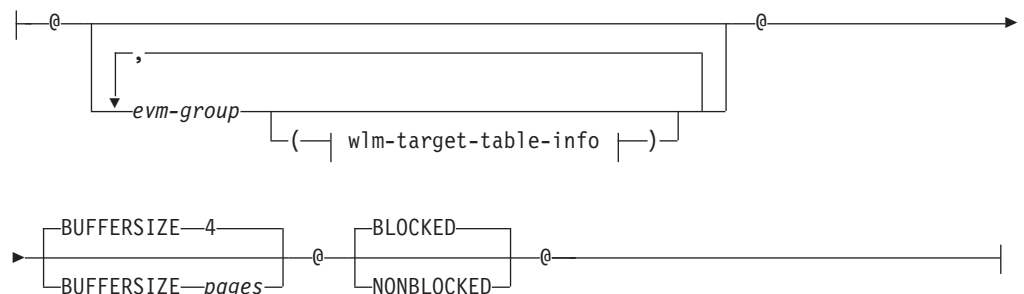 @ @
,
evm-group
( wlm-target-table-info )
BUFFERSIZE 4 BLOCKED
@ @
BUFFERSIZE pages NONBLOCKED